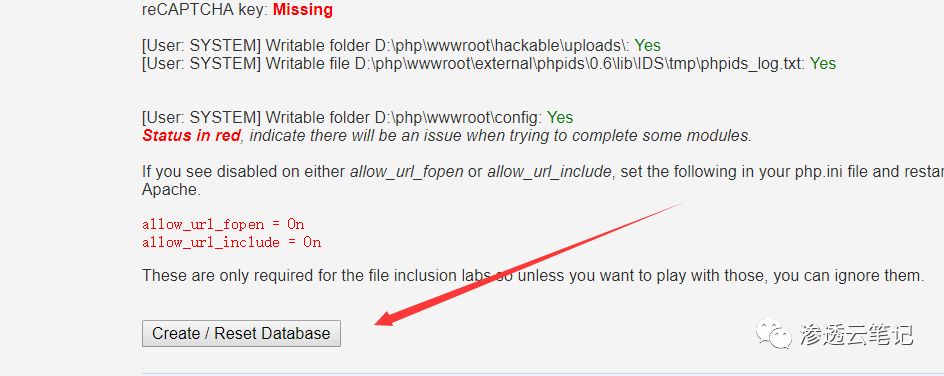 reCAPTCHA key: Missing
[User: SYSTEM] Writable folder D:\php\wwwroot\hackable\uploads\: Yes
[User: SYSTEM] Writable file D:\php\wwwroot\external\phpids\0.6\lib\IDS\tmp\phpids_log.txt: Yes
[User: SYSTEM] Writable folder D:\php\wwwroot\config: Yes
Status in red, indicate there will be an issue when trying to complete some modules.
If you see disabled on either allow_url_fopen or allow_url_include, set the following in your php.ini file and restar
Apache.
allow_url_fopen = On
allow_url_include = On
These are only required for the file inclusion labs so unless you want to play with those, you can ignore them.
Create / Reset Database
渗透云笔记